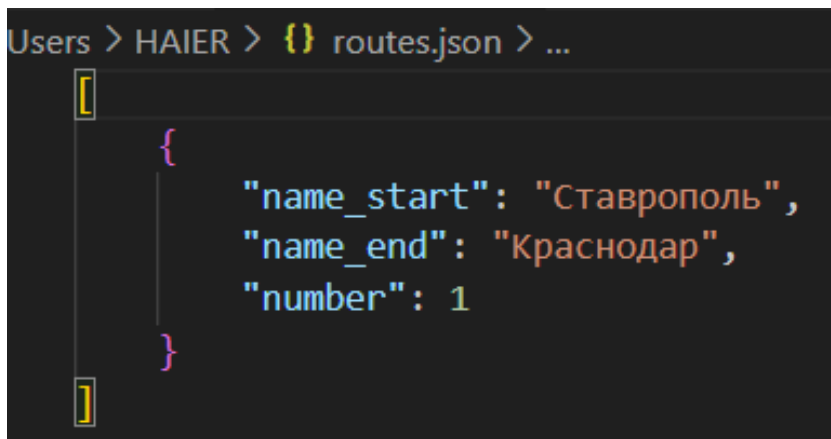 Users > HAIER > {} routes.json > ...
[
{
"name_start": "Ставрополь",
"name_end": "Краснодар",
"number": 1
}
]